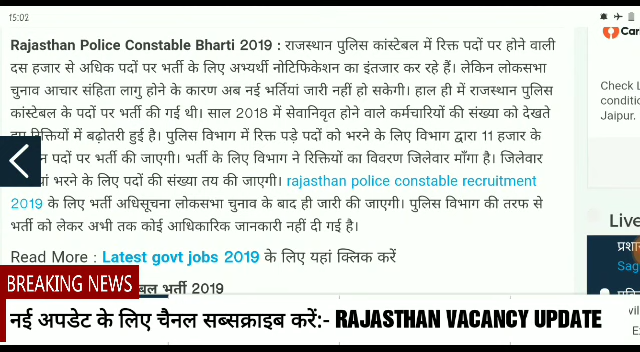 15:02
Rajasthan Police Constable Bharti 2019 : राजस्थान पुलिस कांस्टेबल में रिक्त पदों पर होने वाली
दस हजार से अधिक पदों पर भर्ती के लिए अभ्यर्थी नोटिफिकेशन का इंतजार कर रहे हैं। लेकिन लोकसभा
चुनाव आचार संहिता लागु होने के कारण अब नई भर्तियां जारी नहीं हो सकेगी। हाल ही में राजस्थान पुलिस
कांस्टेबल के पदों पर भर्ती की गई थी। साल 2018 में सेवानिवृत होने वाले कर्मचारियों की संख्या को देखते
रिक्तियों में बढ़ोतरी हुई है। पुलिस विभाग में रिक्त पड़े पदों को भरने के लिए विभाग द्वारा 11 हजार के
पदों पर भर्ती की जाएगी। भर्ती के लिए विभाग ने रिक्तियों का विवरण जिलेवार माँगा है। जिलेवार
भरने के लिए पदों की संख्या तय की जाएगी। rajasthan police constable recruitment
2019 के लिए भर्ती अधिसूचना लोकसभा चुनाव के बाद ही जारी की जाएगी। पुलिस विभाग की तरफ से
भर्ती को लेकर अभी तक कोई आधिकारिक जानकारी नहीं दी गई है।
Read More : Latest govt jobs 2019 के लिए यहां क्लिक करें
भर्ती 2019
Car
Check L
conditio
Jaipur.
Live
प्रशा
Sag
BREAKING NEWS
नई अपडेट के लिए चैनल सब्सक्राइब करें:- RAJASTHAN VACANCY UPDATE